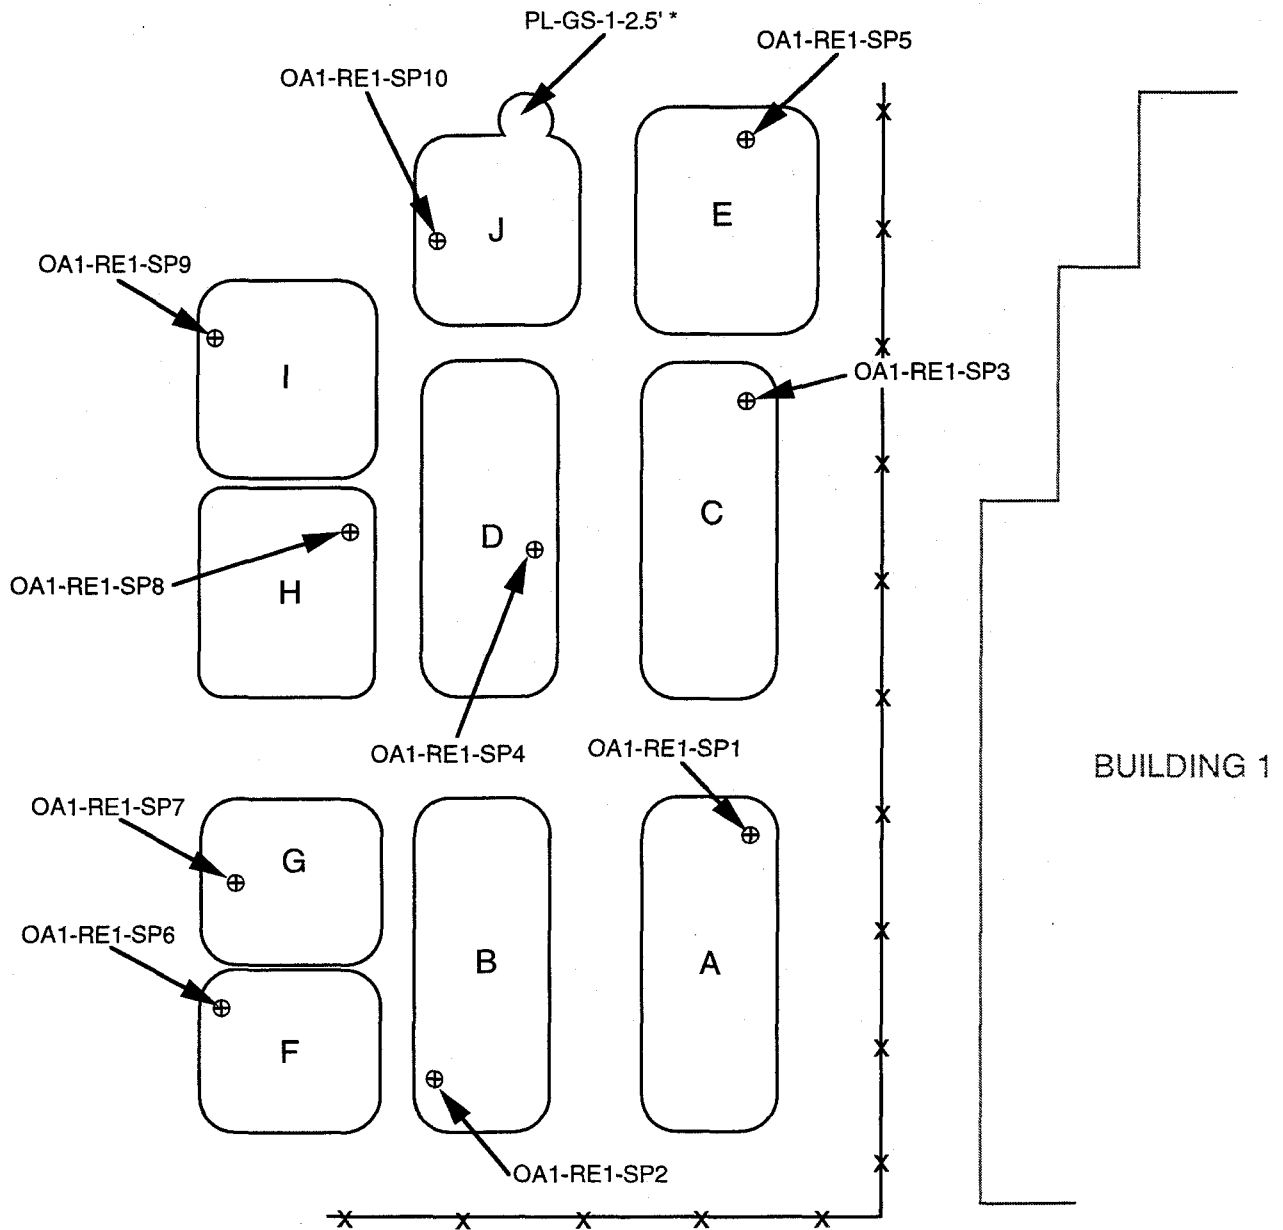 PL-GS-1-2.5' *
OA1-RE1-SP5
OA1-RE1-SP10
J
E
OA1-RE1-SP9
I
OA1-RE1-SP3
C
D
OA1-RE1-SP8
H
OA1-RE1-SP4
OA1-RE1-SP1
BUILDING 1
OA1-RE1-SP7
G
OA1-RE1-SP6
B
A
F
OA1-RE1-SP2